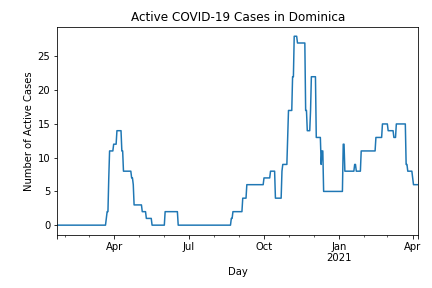 Active COVID-19 Cases in Dominica
Number of Active Cases
25
20
15
10
5
0
Apr
Jul
Oct
Jan
2021
Apr
Day